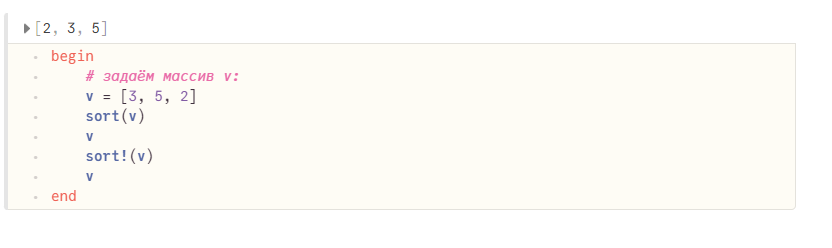 [2, 3, 5]
begin
# задаём массив v:
v = [3, 5, 2]
sort(v)
v
sort!(v)
v
end